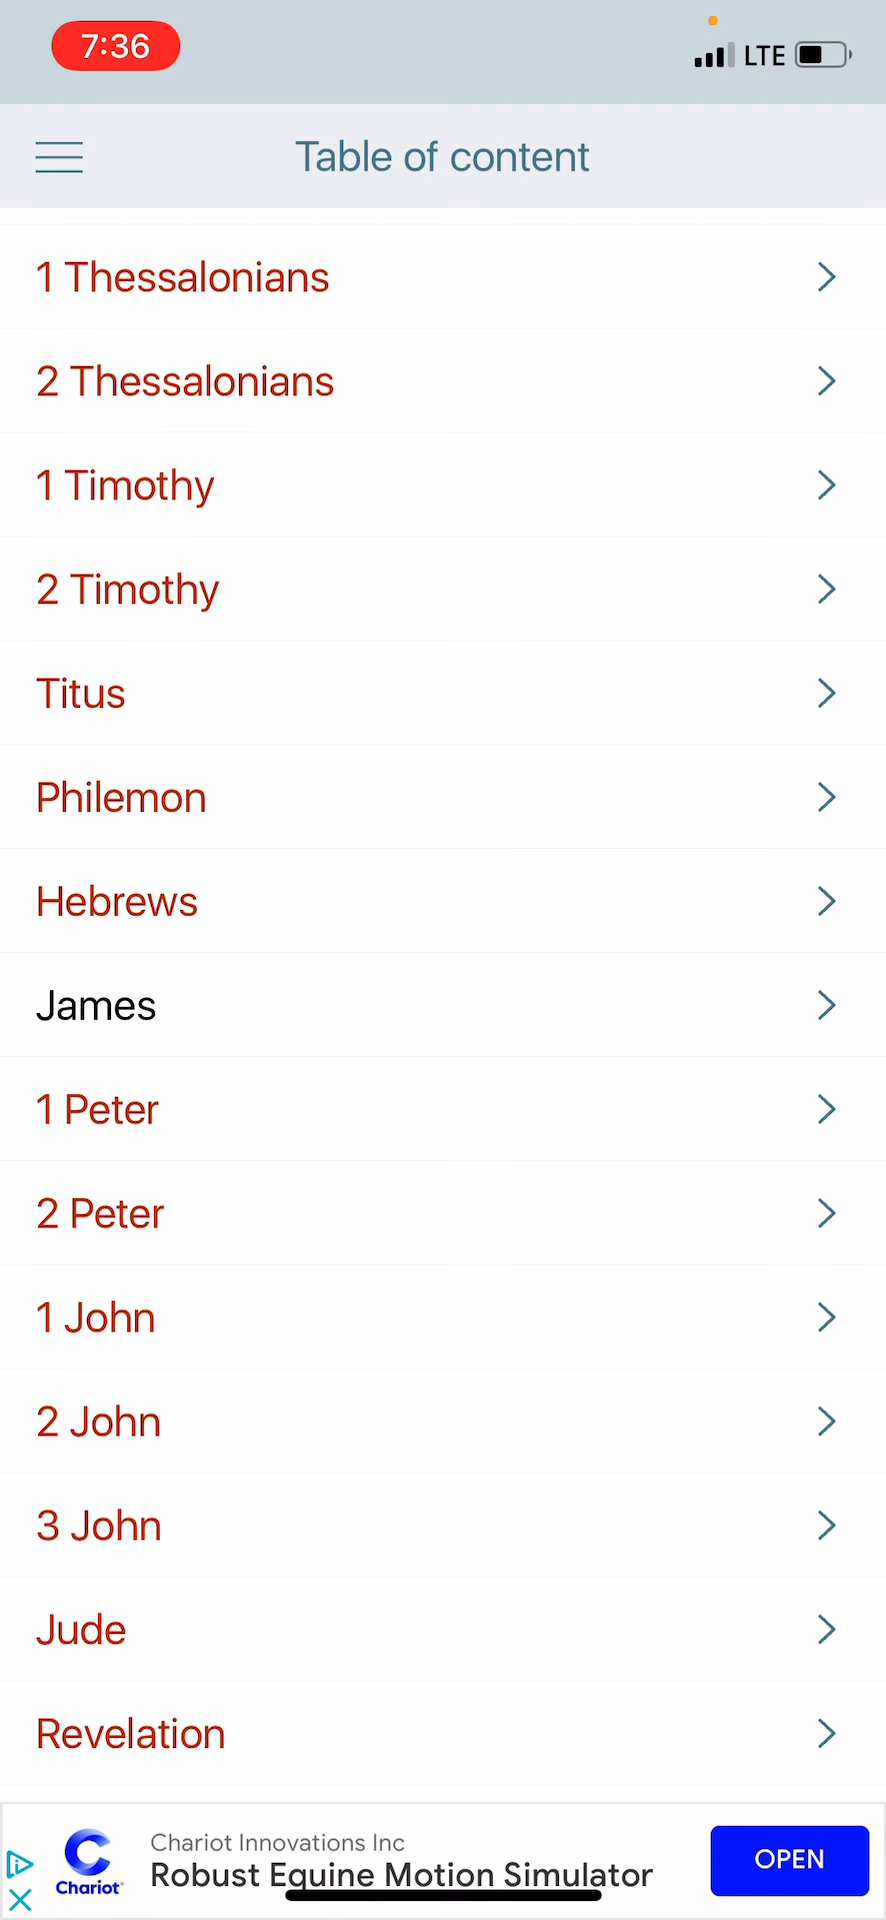 7:36
LTE
Table of content
1 Thessalonians
2 Thessalonians
1 Timothy
2 Timothy
Titus
Philemon
Hebrews
James
1 Peter
2 Peter
1 John
2 John
3 John
Jude
Revelation
Chariot Innovations Inc
Robust Equine Motion Simulator
Chariot
OPEN